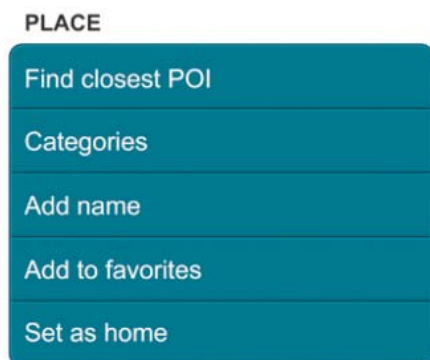 PLACE
Find closest POI
Categories
Add name
Add to favorites
Set as home